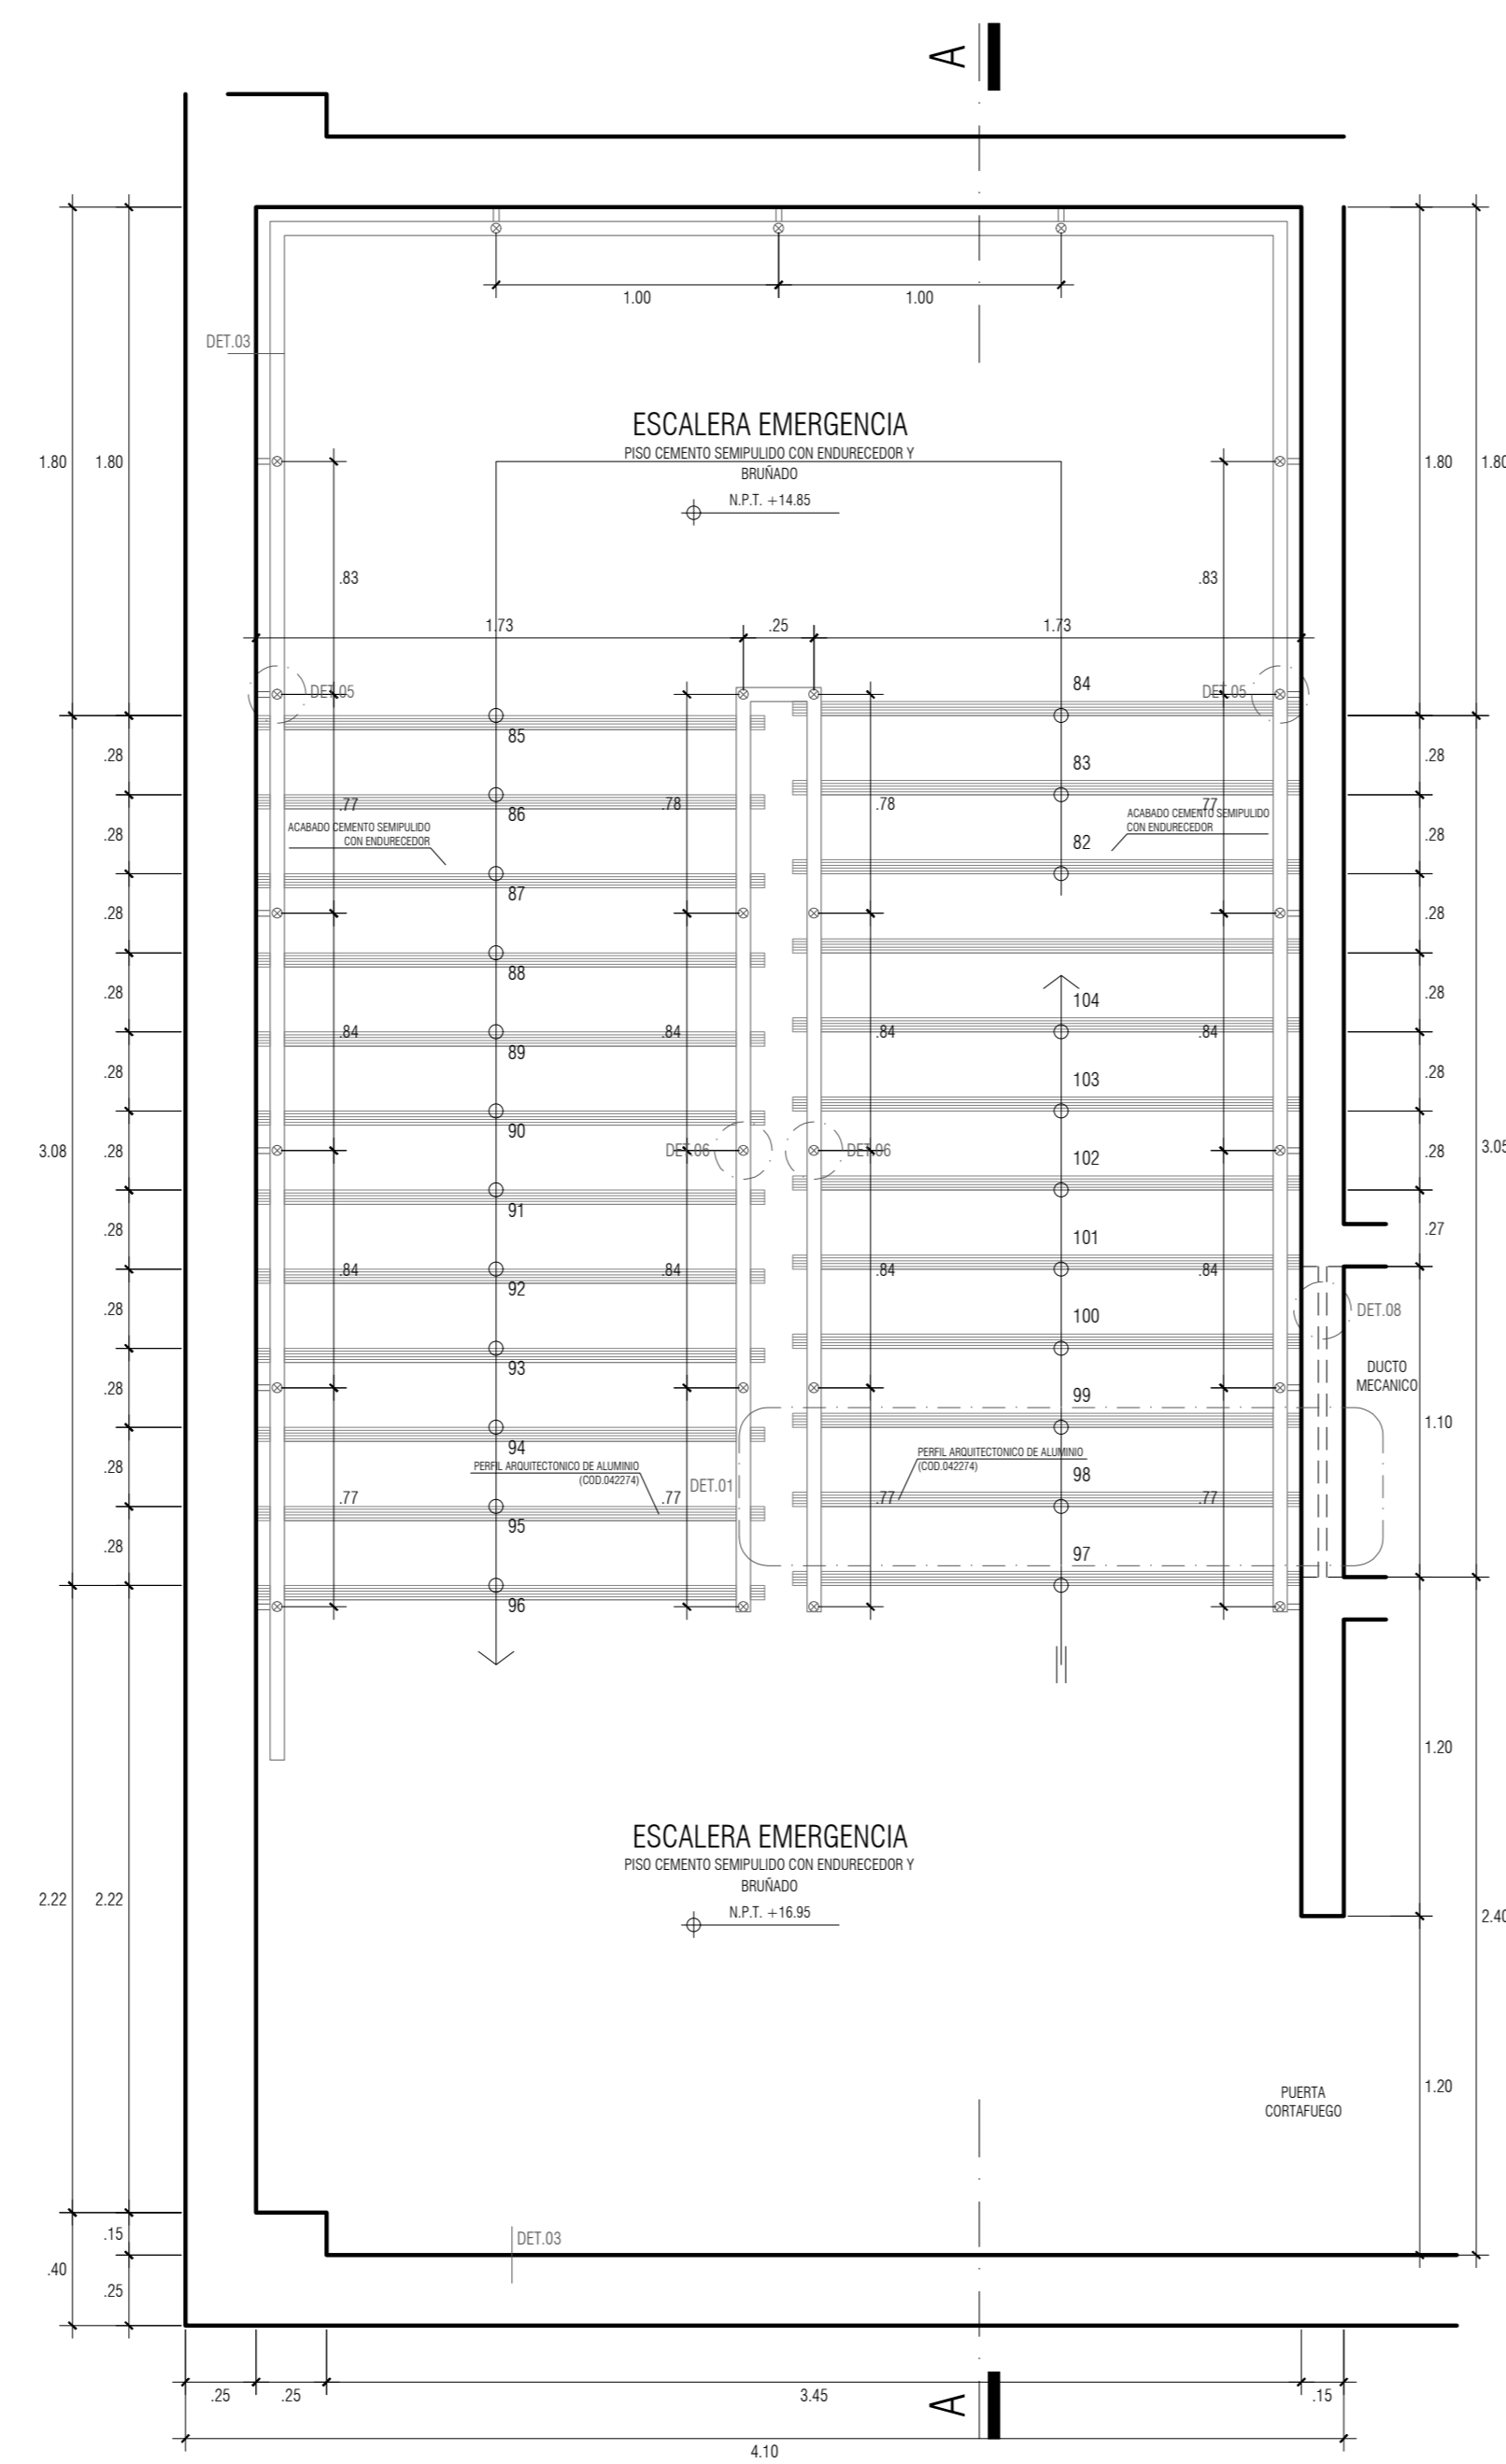 A
1.00
1.00
DET.03
ESCALERA EMERGENCIA
PISO CEMENTO SEMIPULIDO CON ENDURECEDOR Y
BRUÑADO
N.P.T. +14.85
1.80
1.80
1.80
1.80
.83
.83
1.73
.25
1.73
DET.05
DET.05
84
85
83
.28
.28
.77
.78
.78
.77
86
ACABADO CEMENTO SEMIPULIDO
CON ENDURECEDOR
ACABADO CEMENTO SEMIPULIDO
CON ENDURECEDOR
82
.28
.28
87
.28
.28
88
104
.28
.28
.84
.84
.84
.84
89
103
.28
.28
90
102
3.08
.28
DET.06
DET.06
.28
3.05
91
101
.28
.27
.84
.84
.84
.84
92
100
.28
DET.08
93
99
.28
DUCTO
MECANICO
1.10
94
PERFIL ARQUITECTONICO DE ALUMINIO
(COD.042274)
PERFIL ARQUITECTONICO DE ALUMINIO
(COD.042274)
98
.28
DET.01
.77
.77
.77
.77
95
97
.28
96
1.20
ESCALERA EMERGENCIA
PISO CEMENTO SEMIPULIDO CON ENDURECEDOR Y
BRUÑADO
N.P.T. +16.95
2.22
2.22
2.40
PUERTA
CORTAFUEGO
1.20
.15
DET.03
.40
.25
.25
.25
3.45
A
.15
4.10